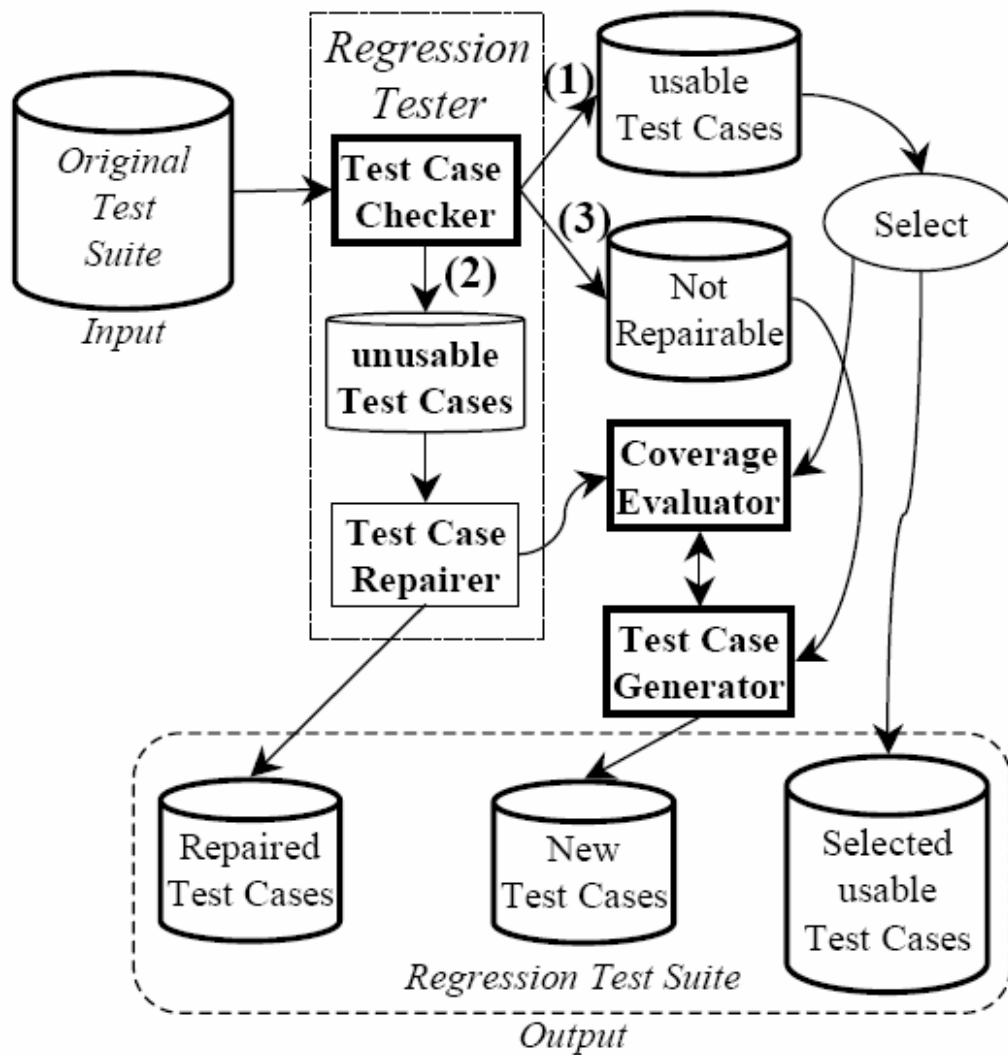 Regression
Tester
Original
Test
Suite
Input
Test Case
Checker
(1)
usable
Test Cases
Select
(2)
(3)
Not
Repairable
unusable
Test Cases
Coverage
Evaluator
Test Case
Repairer
Test Case
Generator
Repaired
Test Cases
New
Test Cases
Selected
usable
Test Cases
Regression Test Suite
Output